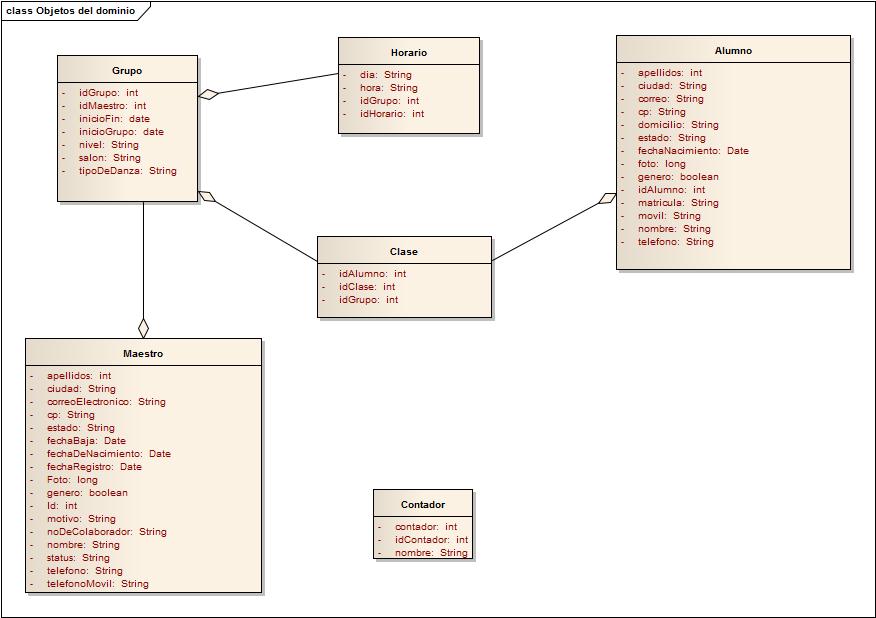 class Objetos del dominio
Grupo
- idGrupo: int
- idMaestro: int
- inicioFin: date
- inicioGrupo: date
- nivel: String
- salon: String
- tipoDeDanza: String
Horario
- dia: String
- hora: String
- idGrupo: int
- idHorario: int
Alumno
- apellidos: int
- ciudad: String
- correo: String
- cp: String
- domicilio: String
- estado: String
- fechaNacimiento: Date
- foto: long
- genero: boolean
- idAlumno: int
- matricula: String
- movil: String
- nombre: String
- telefono: String
Clase
- idAlumno: int
- idClase: int
- idGrupo: int
Maestro
- apellidos: int
- ciudad: String
- correoElectronico: String
- cp: String
- estado: String
- fechaBaja: Date
- fechaDeNacimiento: Date
- fechaRegistro: Date
- Foto: long
- genero: boolean
- Id: int
- motivo: String
- noDeColaborador: String
- nombre: String
- status: String
- telefono: String
- telefonoMovil: String
Contador
- contador: int
- idContador: int
- nombre: String